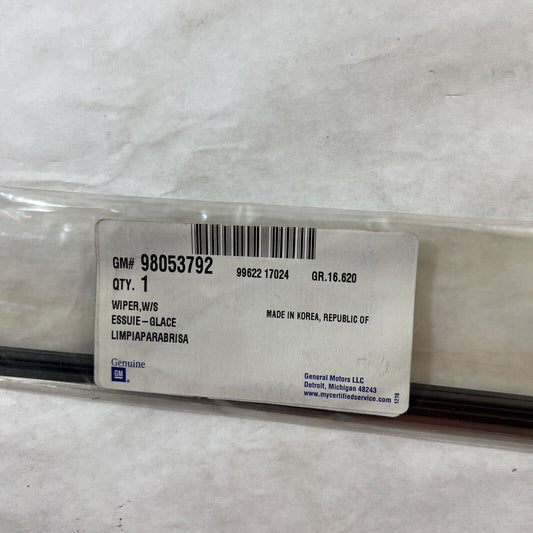 GM# 98053792 99622 17024 GR.16.620
QTY. 1
WIPER,W/S MADE IN KOREA, REPUBLIC OF
ESSUIE-GLACE
LIMPIAPARABRISA
Genuine
GM
General Motors LLC
Detroit, Michigan 48243
www.mycertifiedservice.com
1216